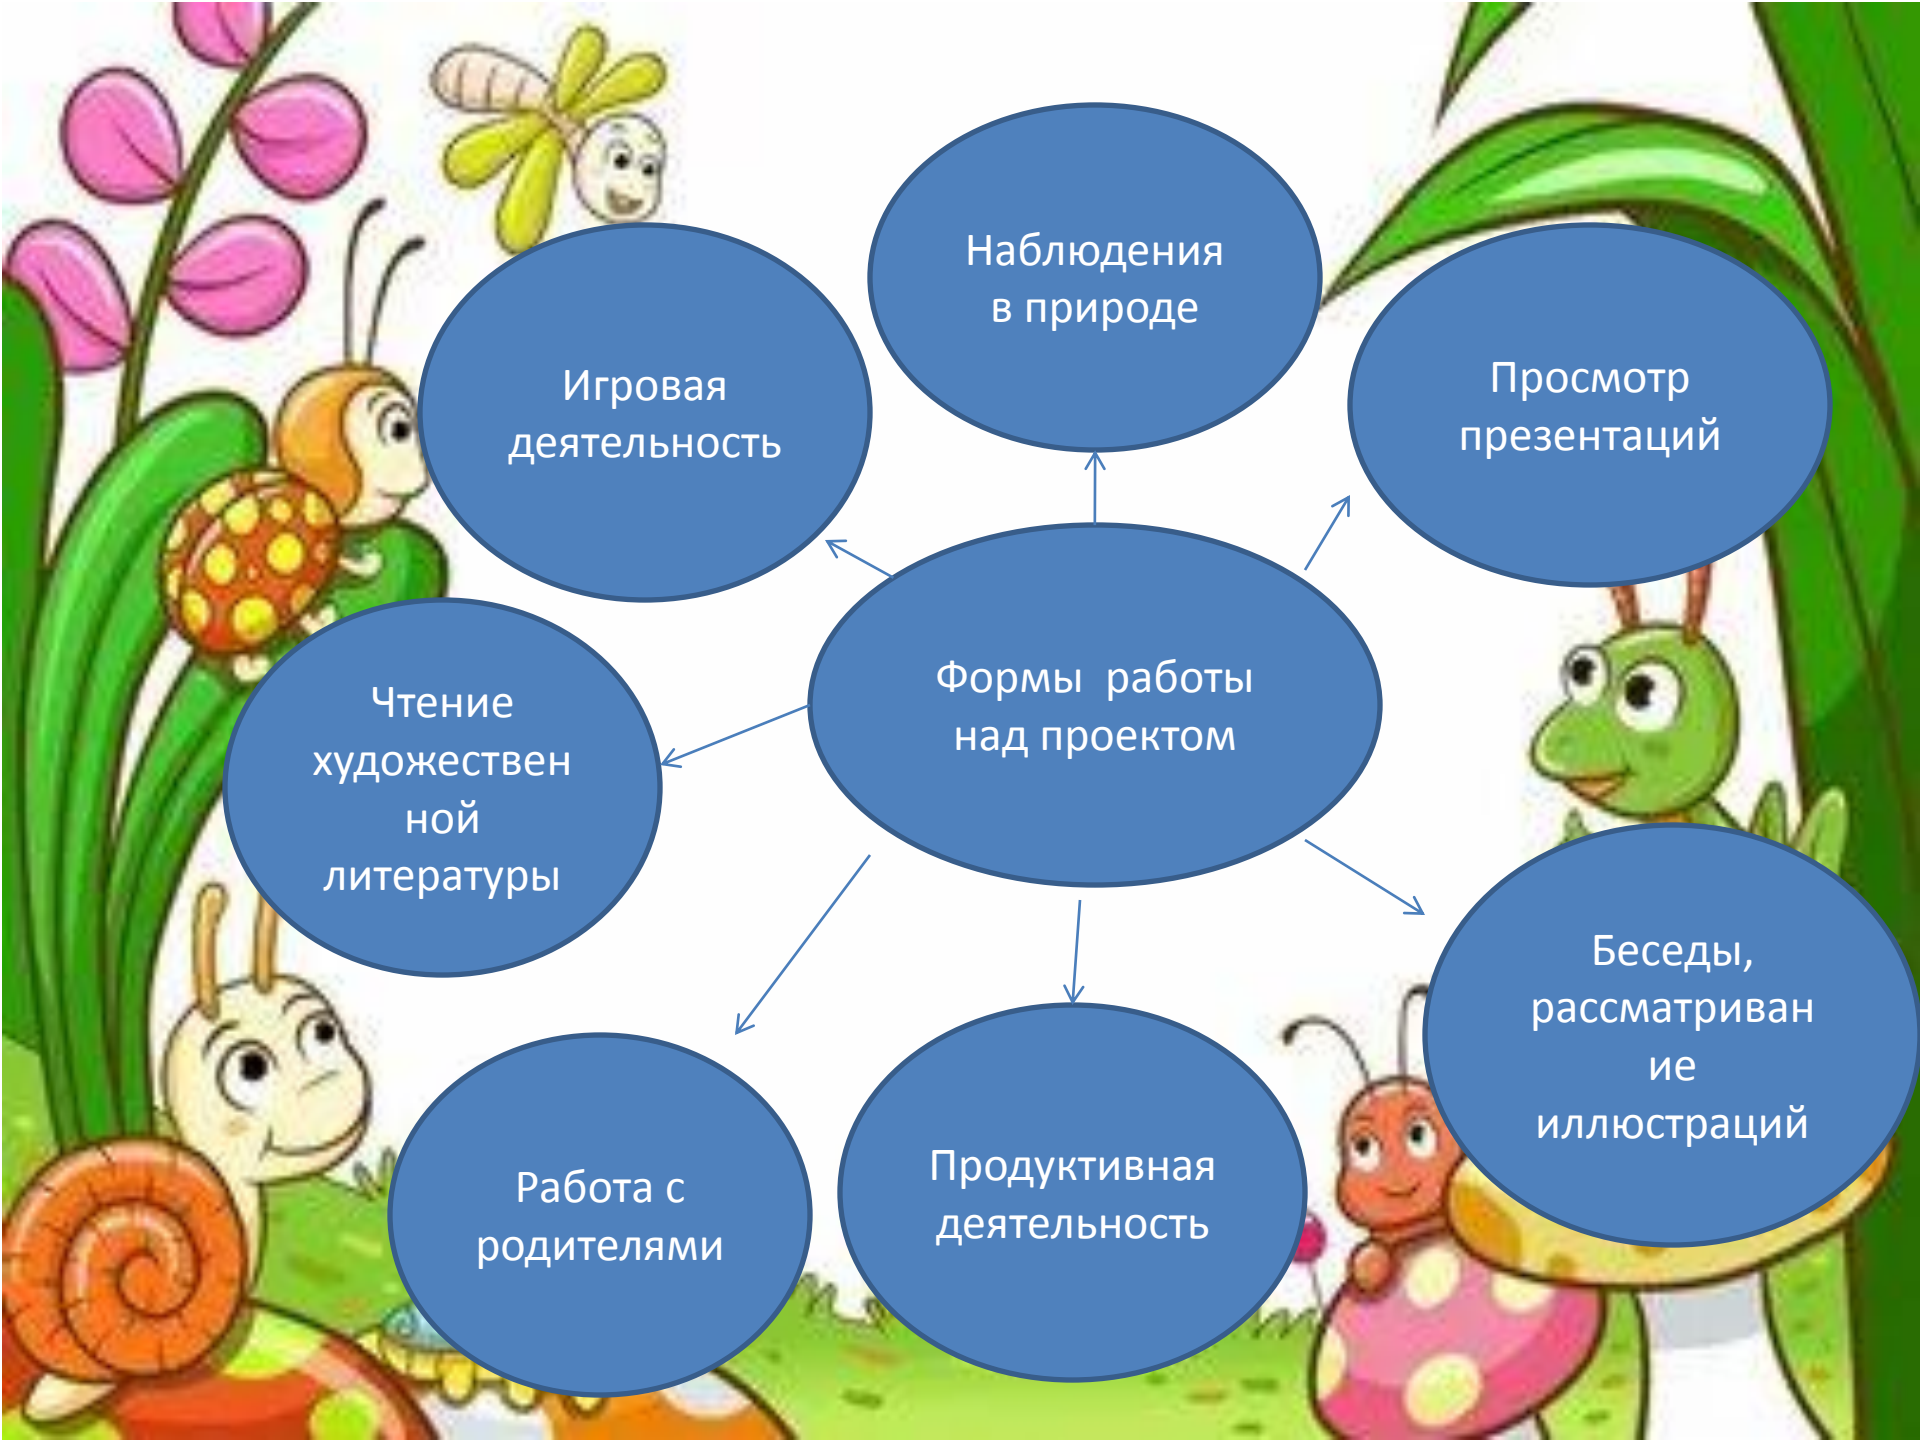 Наблюдения
в природе
Игровая
деятельность
Просмотр
презентаций
Формы  работы
над проектом
Чтение
художествен
ной
литературы
Беседы,
рассматриван
ие
иллюстраций
Работа с
родителями
Продуктивная
деятельность